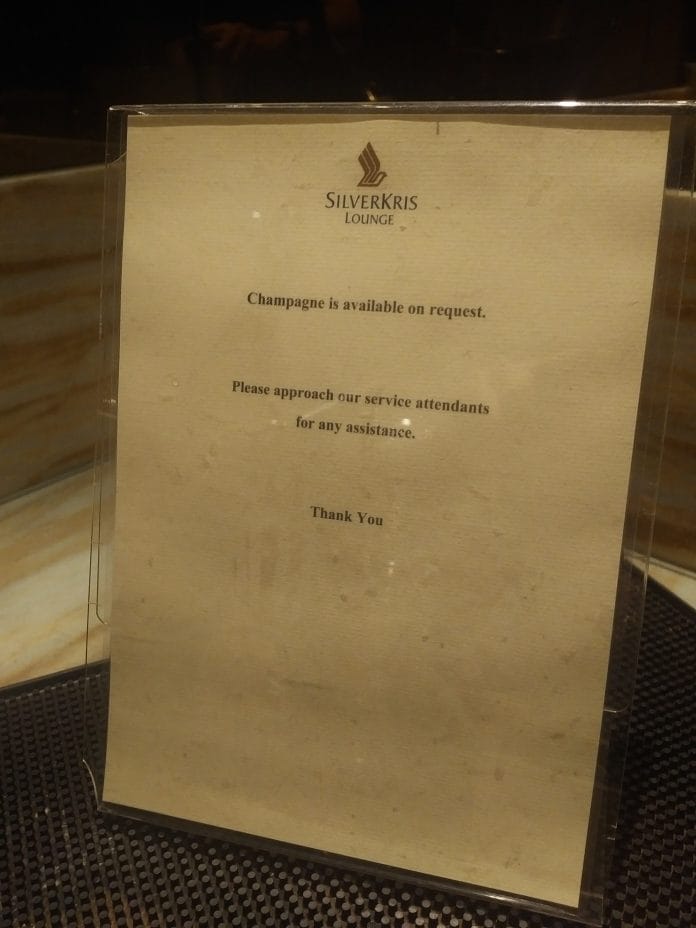 SILVERKRIS
LOUNGE
Champagne is available on request.
Please approach our service attendants
for any assistance.
Thank You